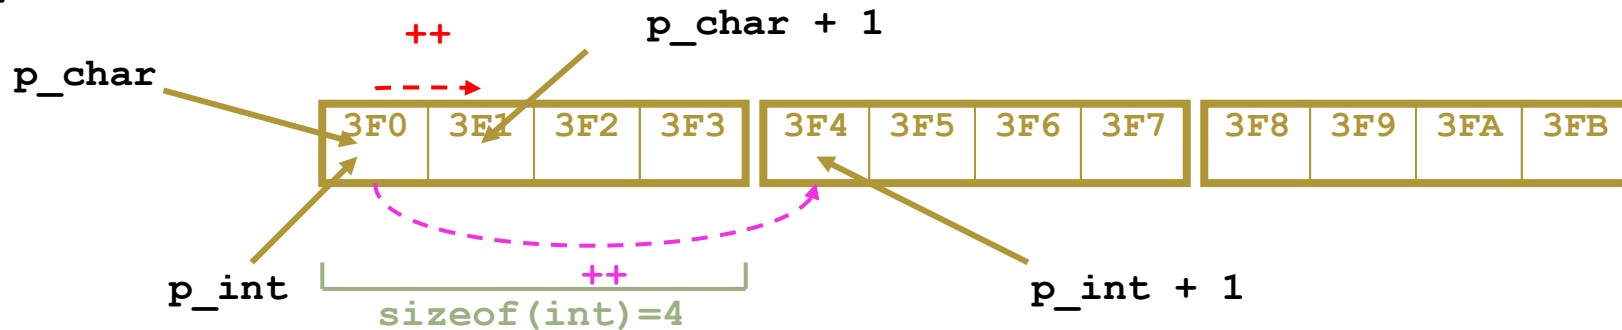 ++
p_char + 1
p_char
3F0 3F1 3F2 3F3 3F4 3F5 3F6 3F7 3F8 3F9 3FA 3FB
++
p_int
p_int + 1
sizeof(int)=4